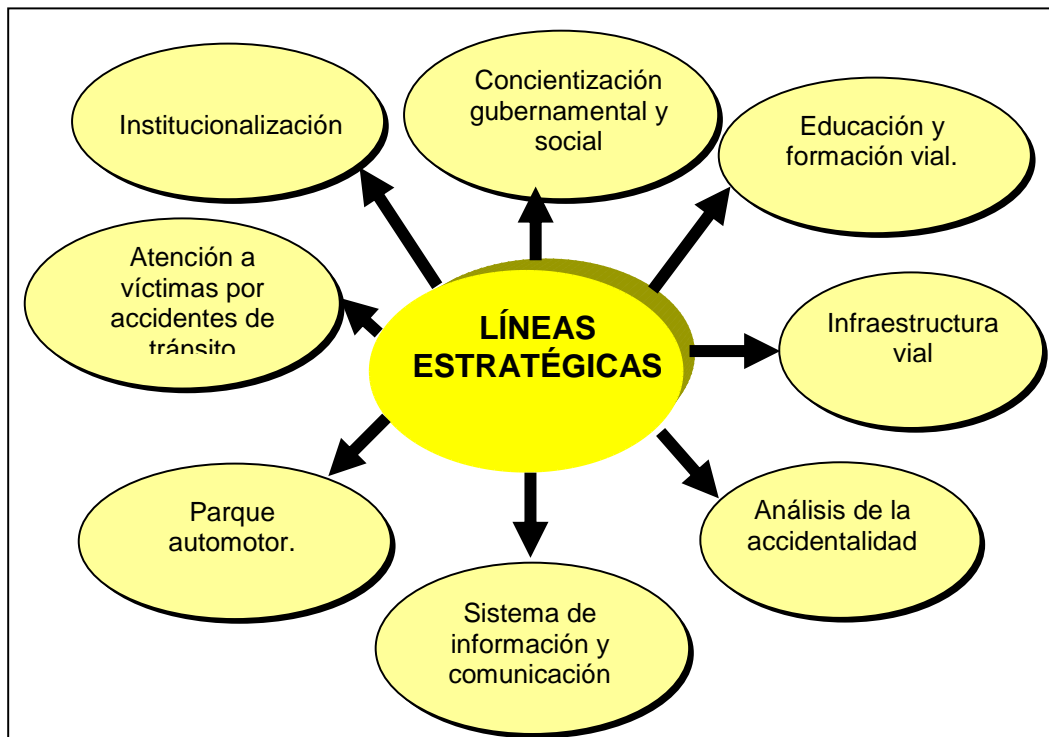 Concientización
gubernamental y
social
Institucionalización
Educación y
formación vial.
Atención a
víctimas por
accidentes de
tránsito
LÍNEAS
ESTRATÉGICAS
Infraestructura
vial
Parque
automotor.
Análisis de la
accidentalidad
Sistema de
información y
comunicación